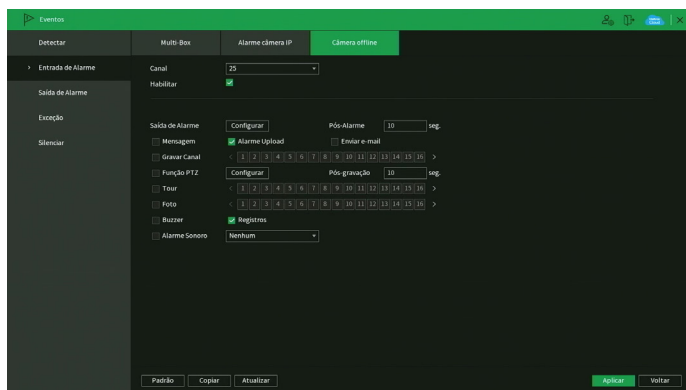 Eventos
Detectar
Entrada de Alarme
Saída de Alarme
Exceção
Silenciar
Multi-Box Alarme câmera IP Câmera offline
Canal 25
Habilitar
Saída de Alarme Configurar Pós-Alarme 10 seg.
Mensagem Alarme Upload Enviar e-mail
Gravar Canal < 1 2 3 4 5 6 7 8 9 10 11 12 13 14 15 16 >
Função PTZ Configurar Pós-gravação 10 seg.
Tour < 1 2 3 4 5 6 7 8 9 10 11 12 13 14 15 16 >
Foto < 1 2 3 4 5 6 7 8 9 10 11 12 13 14 15 16 >
Buzzer Registros
Alarme Sonoro Nenhum
Padrão Copiar Atualizar Aplicar Voltar